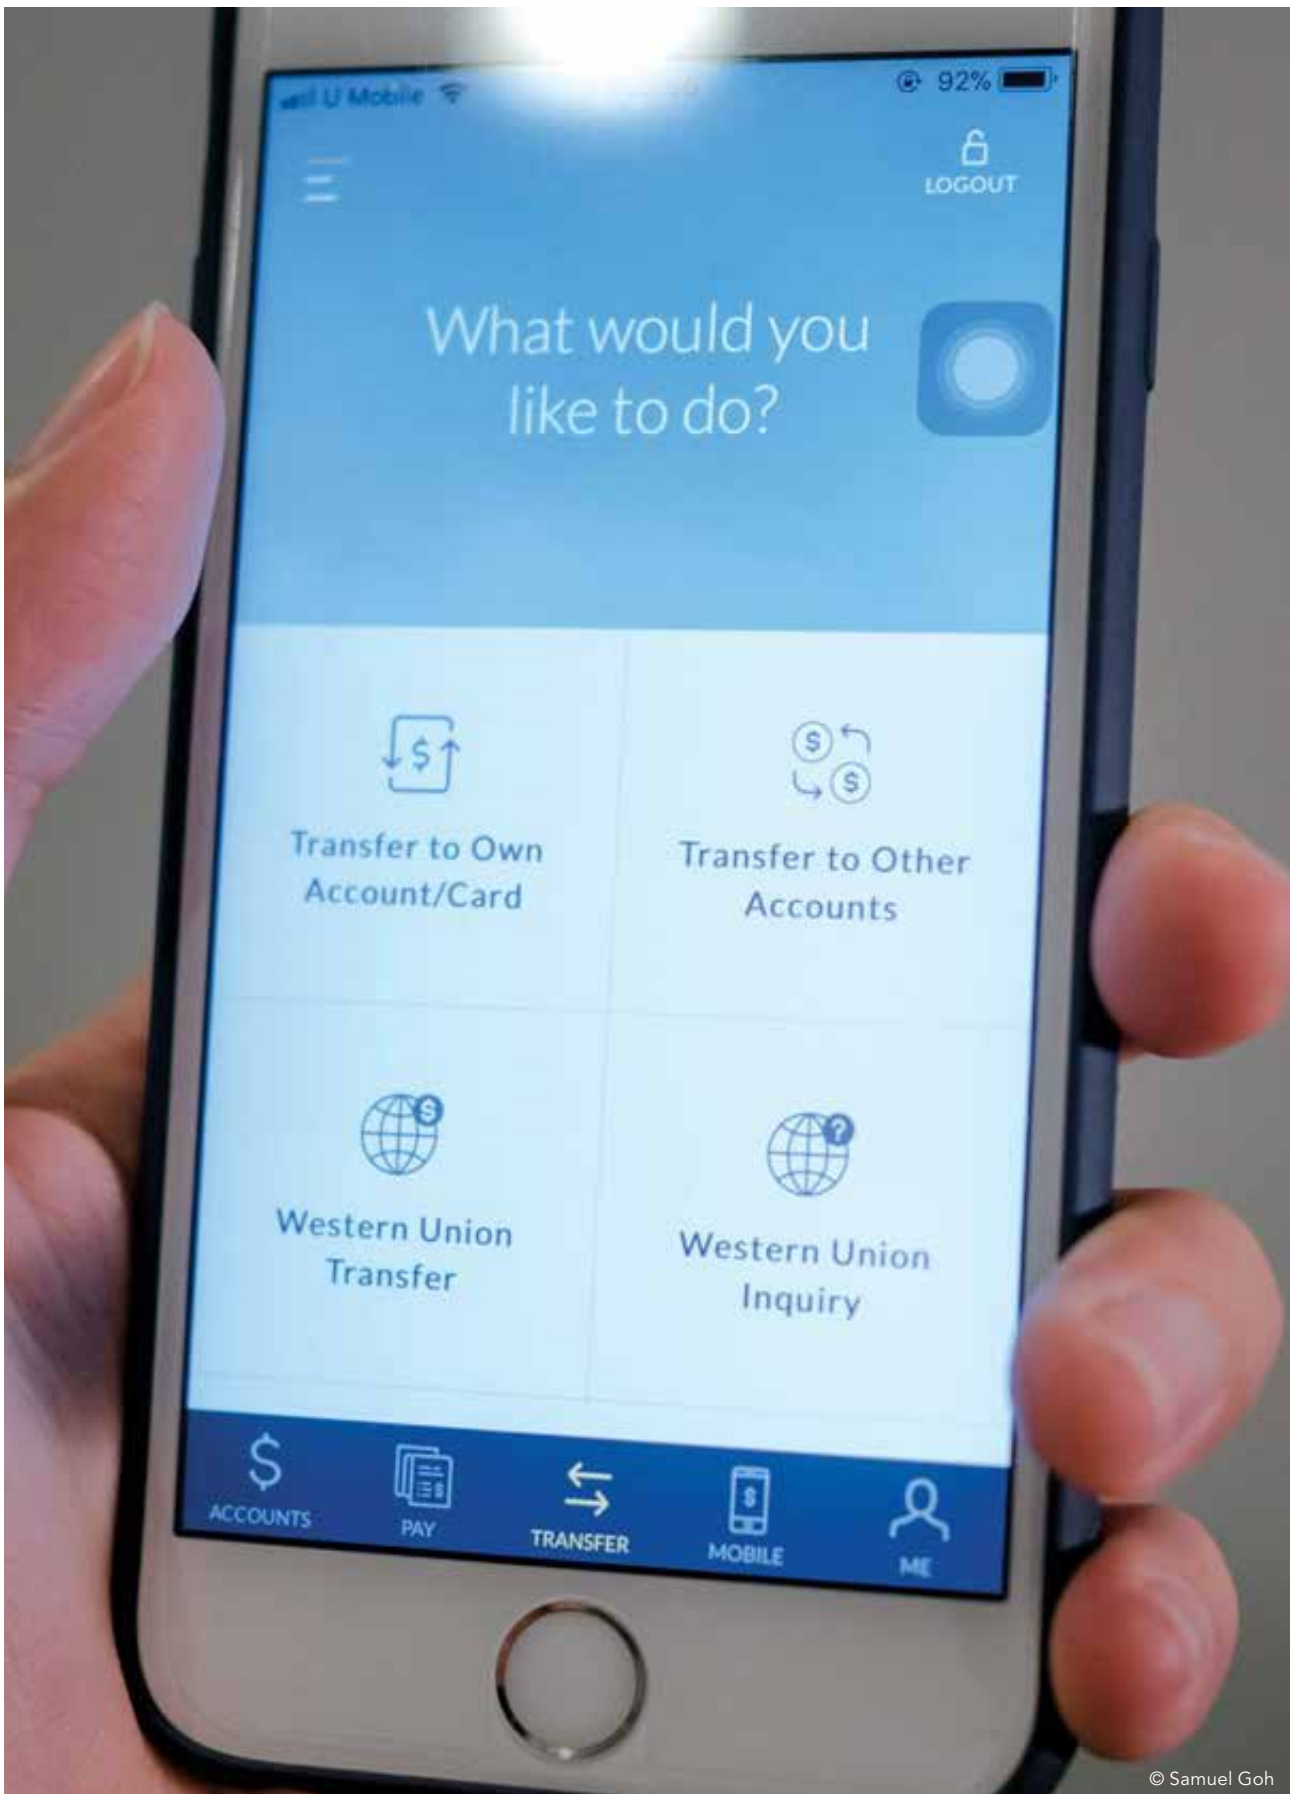 U Mobile 92%
LOGOUT
What would you
like to do?
$
$
$
Transfer to Own
Account/Card
Transfer to Other
Accounts
$
?
Western Union
Transfer
Western Union
Inquiry
$
$
ACCOUNTS
PAY
TRANSFER
MOBILE
ME
© Samuel Goh